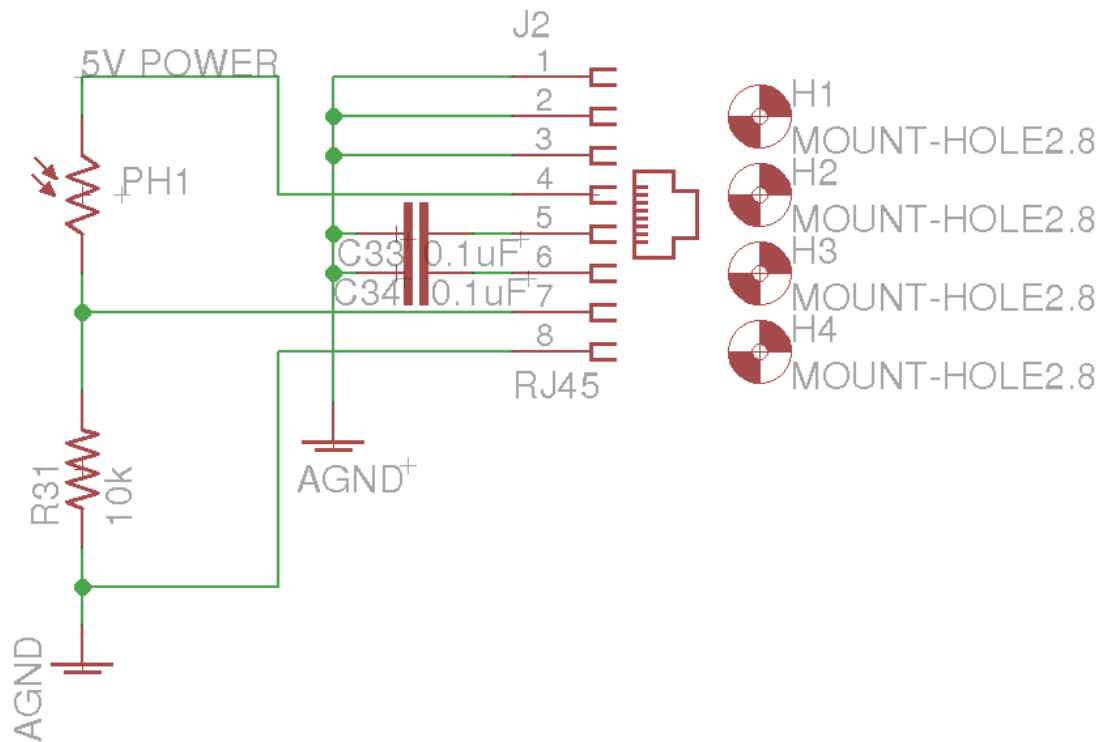 J2
5V POWER
1
2
3
4
5
6
7
8
PH1
C33 0.1uF
C34 0.1uF
RJ45
AGND
R31
10k
AGND
H1
MOUNT-HOLE2.8
H2
MOUNT-HOLE2.8
H3
MOUNT-HOLE2.8
H4
MOUNT-HOLE2.8